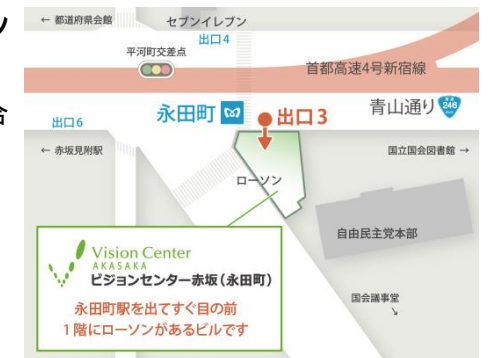 ン
合
← 都道府県会館
セブンイレブン
出口4
平河町交差点
首都高速4号新宿線
永田町
出口3
青山通り
246
出口6
← 赤坂見附駅
国立国会図書館 →
ローソン
自由民主党本部
国会議事堂
Vision Center
AKASAKA
ビジョンセンター赤坂(永田町)
永田町駅を出てすぐ目の前
1階にローソンがあるビルです